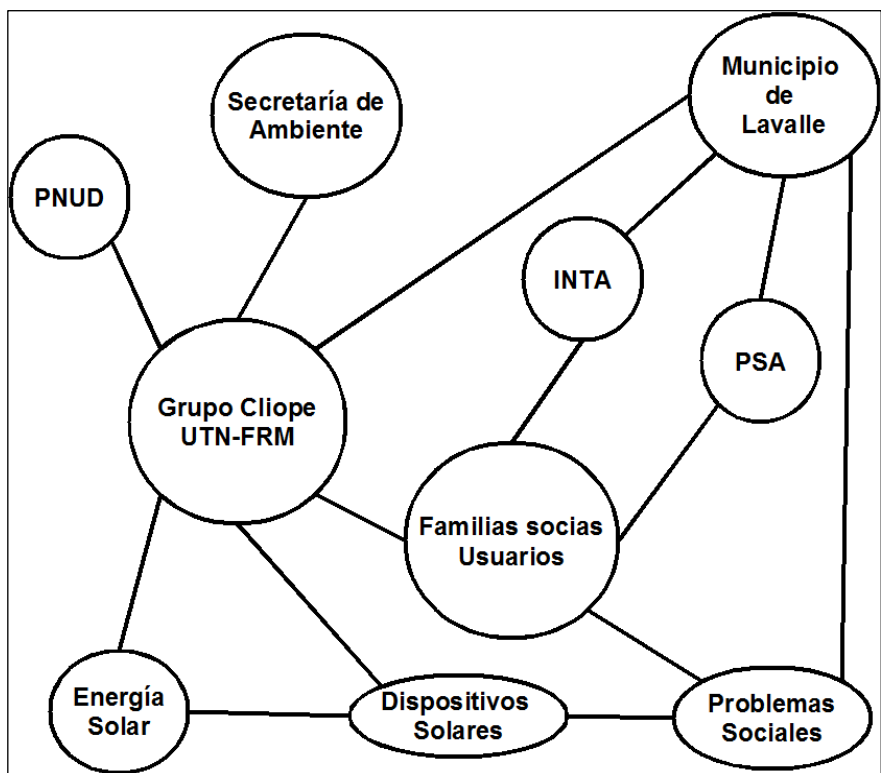 Municipio
de
Lavalle
Secretaría de
Ambiente
PNUD
INTA
PSA
Grupo Cliope
UTN-FRM
Familias socias
Usuarios
Energía
Solar
Dispositivos
Solares
Problemas
Sociales